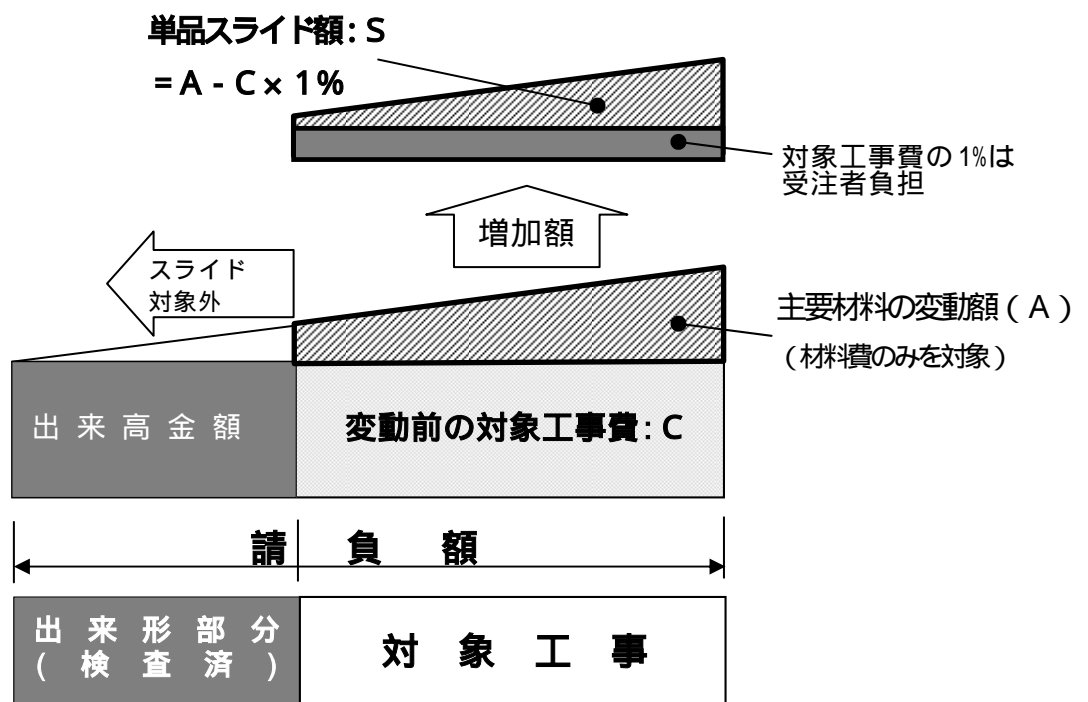 単品スライド額：S
＝A－C×1％
対象工事費の1%は
受注者負担
増加額
スライド
対象外
主要材料の変動額（A）
（材料費のみを対象）
出来高金額
変動前の対象工事費：C
請負額
出来形部分
(検査済)
対象工事